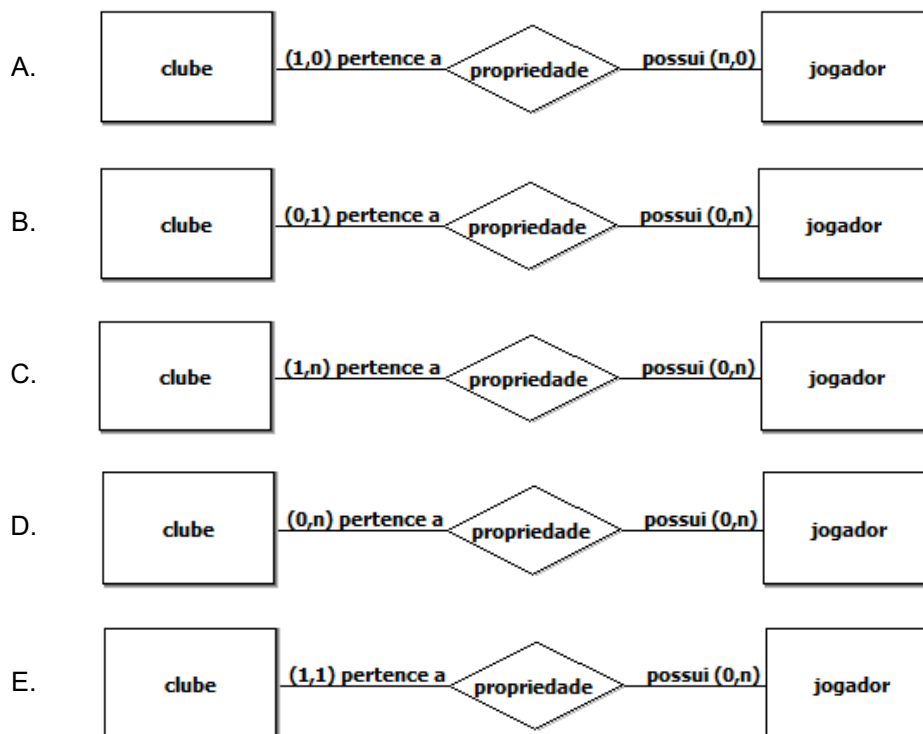 A. clube (1,0) pertence a propriedade possui (n,0) jogador
B. clube (0,1) pertence a propriedade possui (0,n) jogador
C. clube (1,n) pertence a propriedade possui (0,n) jogador
D. clube (0,n) pertence a propriedade possui (0,n) jogador
E. clube (1,1) pertence a propriedade possui (0,n) jogador